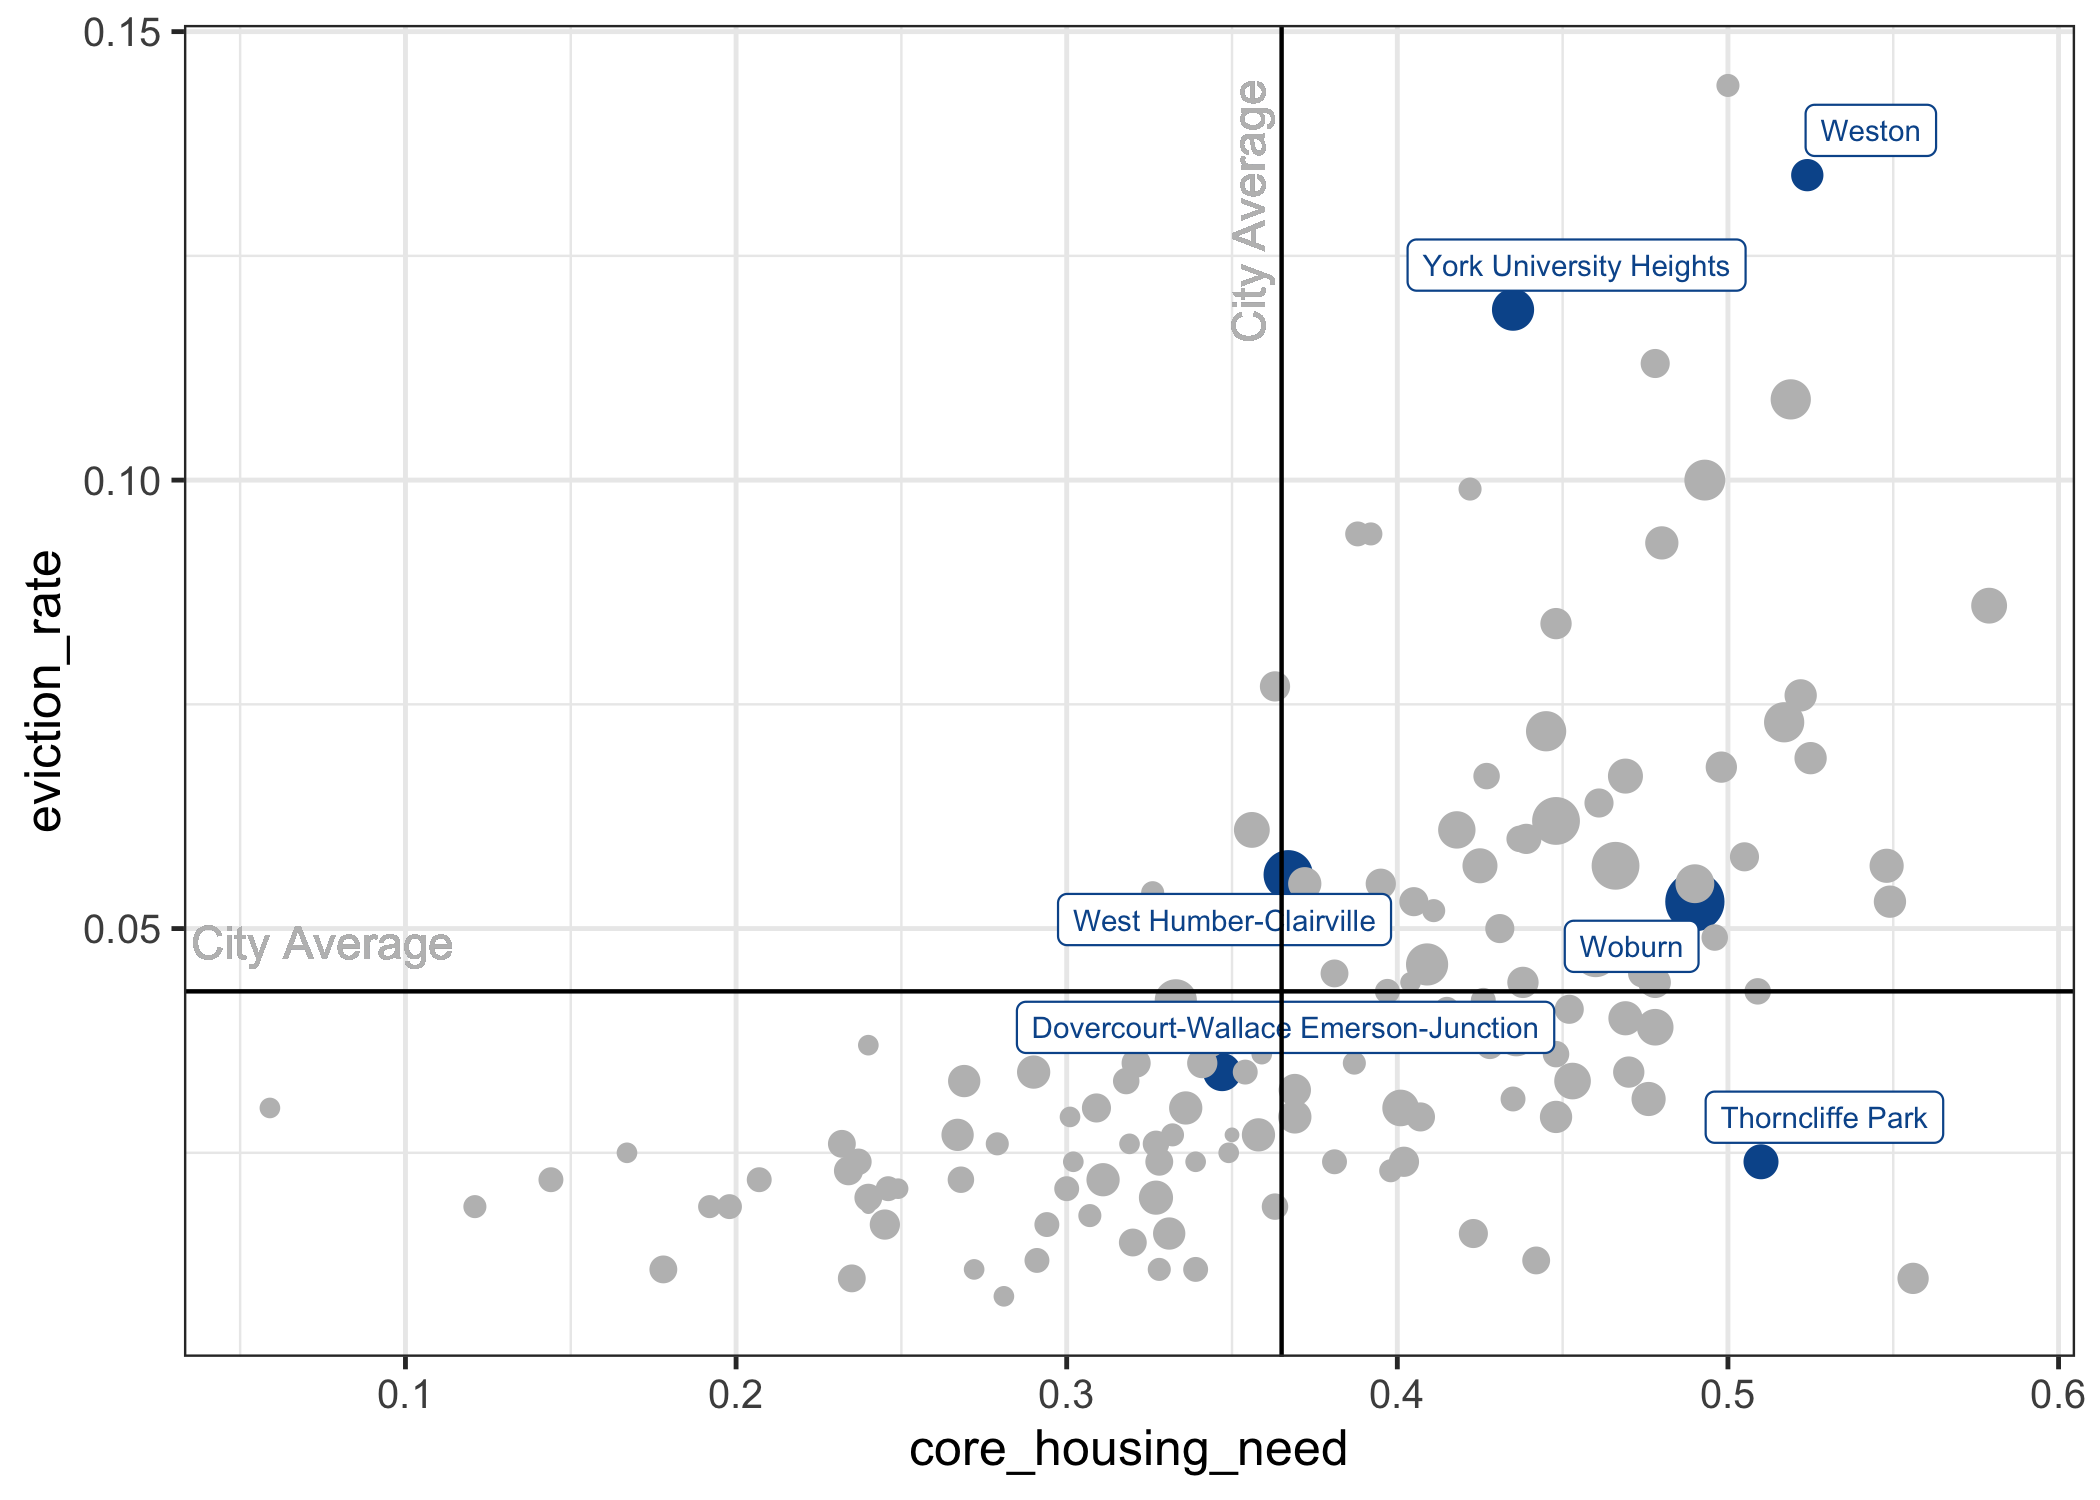 0.15
City Average
Weston
York University Heights
0.10
eviction_rate
West Humber-Clairville
0.05
City Average
Woburn
Dovercourt-Wallace Emerson-Junction
Thorncliffe Park
0.1 0.2 0.3 0.4 0.5 0.6
core_housing_need